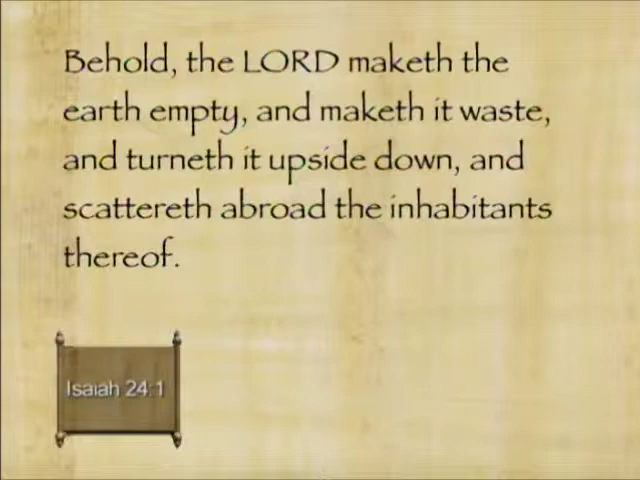 Behold, the LORD maketh the
earth empty, and maketh it waste,
and turneth it upside down, and
scattereth abroad the inhabitants
thereof.
Isaiah 24:1